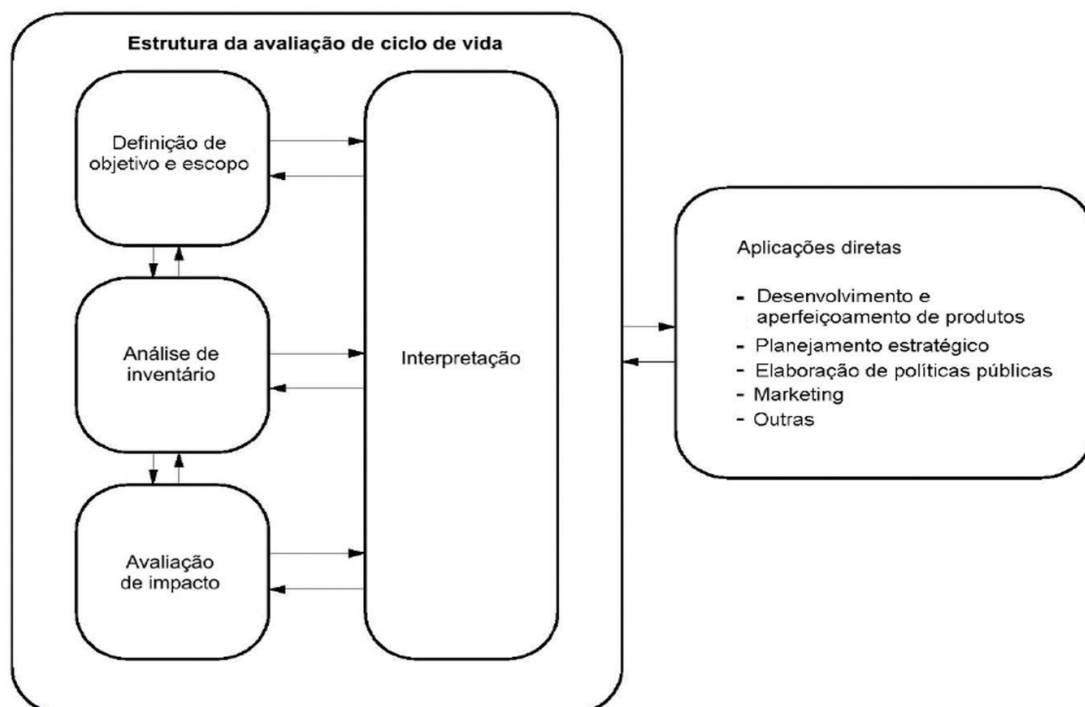 Estrutura da avaliação de ciclo de vida
Definição de
objetivo e escopo
Análise de
inventário
Avaliação
de impacto
Interpretação
Aplicações diretas
- Desenvolvimento e
aperfeiçoamento de produtos
- Planejamento estratégico
- Elaboração de políticas públicas
- Marketing
- Outras